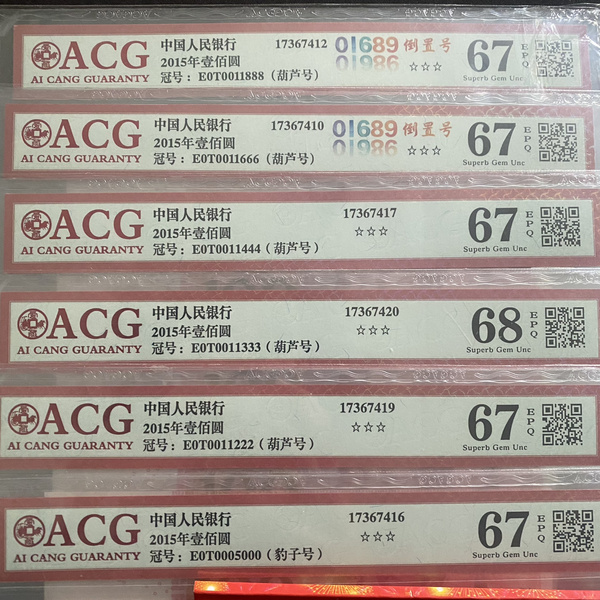 ACG
AI CANG GUARANTY
中国人民银行
2015年壹佰圆
冠号：E0T0011888（葫芦号）
17367412
01689 倒置号
01986 ☆☆☆
67 EPQ
Superb Gem Unc
ACG
AI CANG GUARANTY
中国人民银行
2015年壹佰圆
冠号：E0T0011666（葫芦号）
17367410
01689 倒置号
01986 ☆☆☆
67 EPQ
Superb Gem Unc
ACG
AI CANG GUARANTY
中国人民银行
2015年壹佰圆
冠号：E0T0011444（葫芦号）
17367417
☆☆☆
67 EPQ
Superb Gem Unc
ACG
AI CANG GUARANTY
中国人民银行
2015年壹佰圆
冠号：E0T0011333（葫芦号）
17367420
☆☆☆
68 EPQ
Superb Gem Unc
ACG
AI CANG GUARANTY
中国人民银行
2015年壹佰圆
冠号：E0T0011222（葫芦号）
17367419
☆☆☆
67 EPQ
Superb Gem Unc
ACG
AI CANG GUARANTY
中国人民银行
2015年壹佰圆
冠号：E0T0005000（豹子号）
17367416
☆☆☆
67 EPQ
Superb Gem Unc